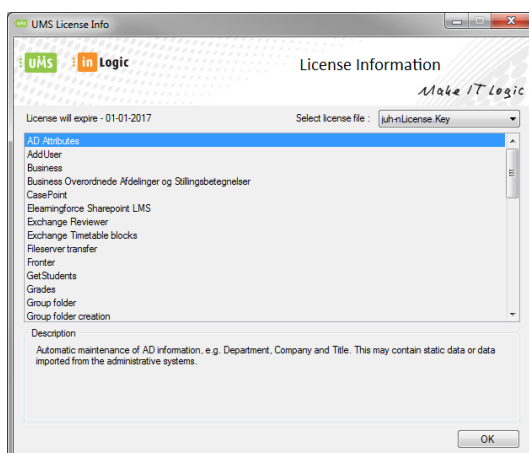 UMS License Info
uMs
in Logic
License Information
Make IT Logic
License will expire - 01-01-2017
Select license file :
juh-nLicense.Key
AD Attributes
AddUser
Business
Business Overordnede Afdelinger og Stillingsbetegnelser
CasePoint
Elearningforce Sharepoint LMS
Exchange Reviewer
Exchange Timetable blocks
Fileserver transfer
Fronter
GetStudents
Grades
Group folder
Group folder creation
Description
Automatic maintenance of AD information, e.g. Department, Company and Title. This may contain static data or data
imported from the administrative systems.
OK